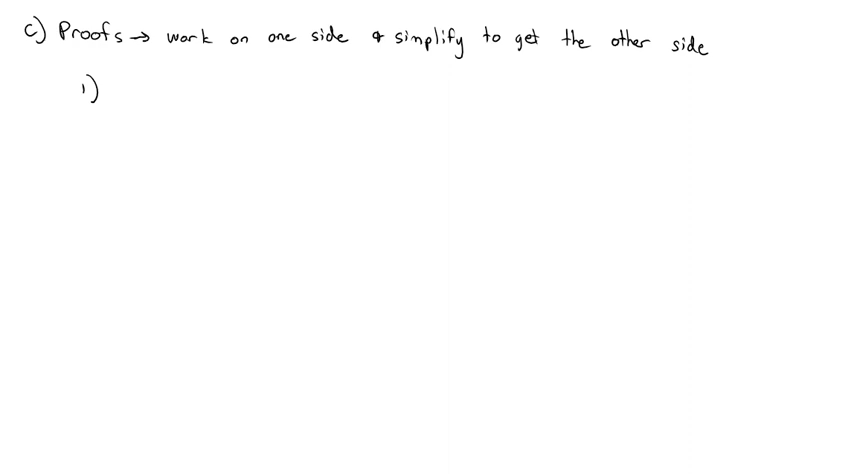 c) Proofs → work on one side & simplify to get the other side
1)